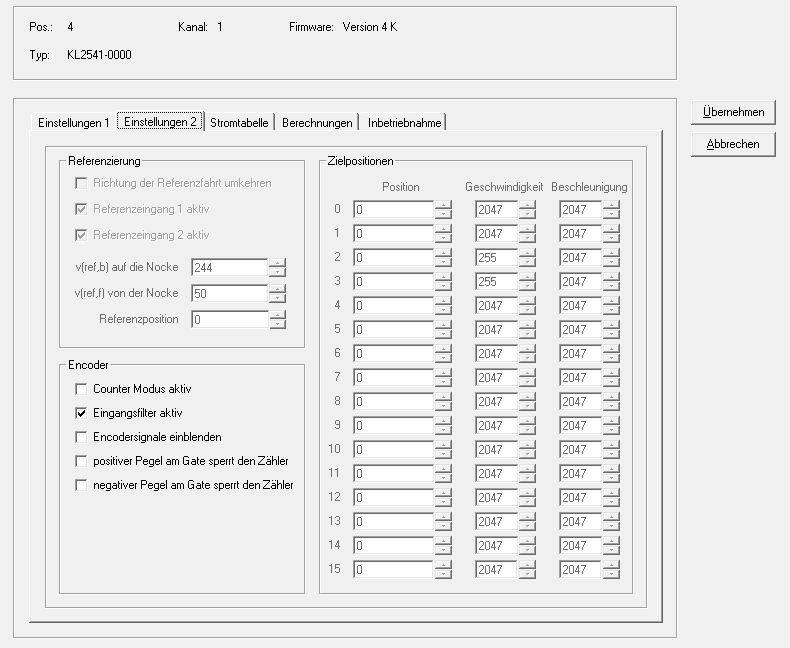 Pos.: 4 Kanal: 1 Firmware: Version 4 K
Typ: KL2541-0000
Einstellungen 1 Einstellungen 2 Stromtabelle Berechnungen Inbetriebnahme
Übernehmen
Abbrechen
Referenzierung
Richtung der Referenzfahrt umkehren
Referenzeingang 1 aktiv
Referenzeingang 2 aktiv
v(ref,b) auf die Nocke 244
v(ref,f) von der Nocke 50
Referenzposition 0
Encoder
Counter Modus aktiv
Eingangsfilter aktiv
Encodersignale einblenden
positiver Pegel am Gate sperrt den Zähler
negativer Pegel am Gate sperrt den Zähler
Zielpositionen
Position Geschwindigkeit Beschleunigung
0 0 2047 2047
1 0 2047 2047
2 0 255 2047
3 0 255 2047
4 0 2047 2047
5 0 2047 2047
6 0 2047 2047
7 0 2047 2047
8 0 2047 2047
9 0 2047 2047
10 0 2047 2047
11 0 2047 2047
12 0 2047 2047
13 0 2047 2047
14 0 2047 2047
15 0 2047 2047